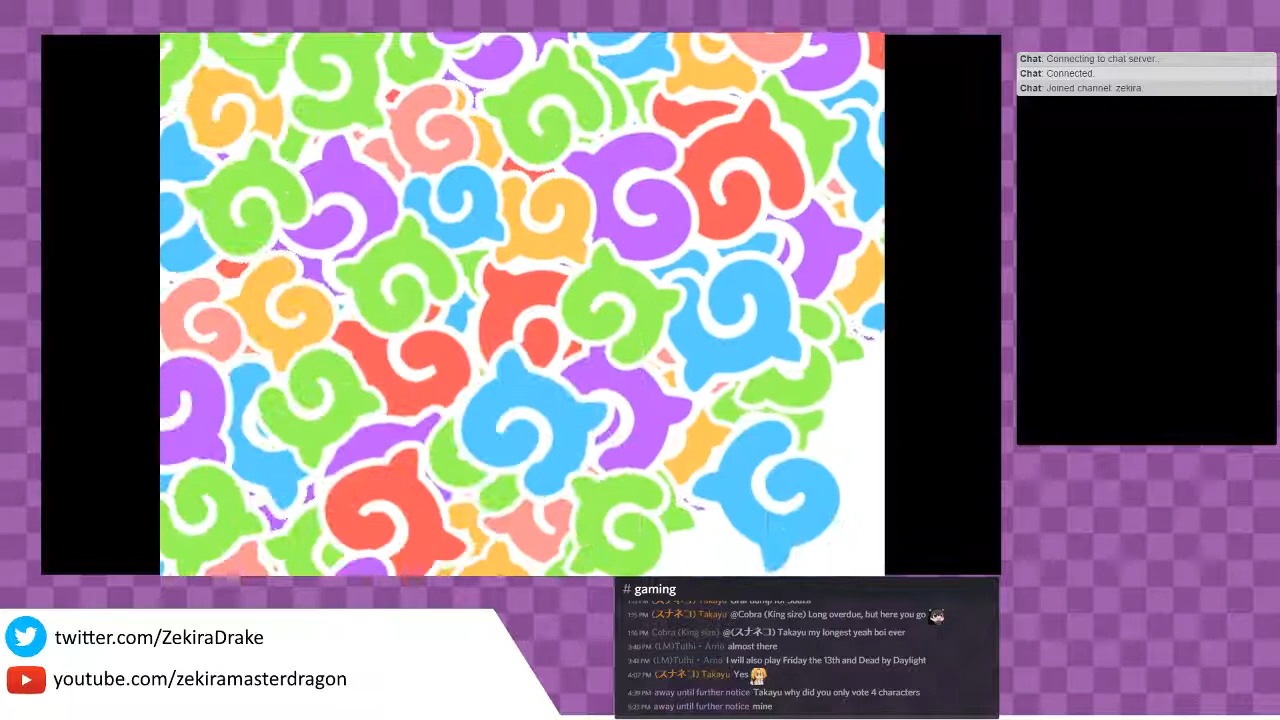 Chat: Connecting to chat server..
Chat: Connected.
Chat: Joined channel: zekira.
# gaming
1:15 PM (スナネコ) Takayu @Cobra (King size) Long overdue, but here you go
1:16 PM Cobra (King size) @(スナネコ) Takayu my longest yeah boi ever
3:40 PM (LM)Tuthi - Arno almost there
3:41 PM (LM)Tuthi - Arno I will also play Friday the 13th and Dead by Daylight
4:07 PM (スナネコ) Takayu Yes
4:39 PM away until further notice Takayu why did you only vote 4 characters
5:23 PM away until further notice mine
twitter.com/ZekiraDrake
youtube.com/zekiramasterdragon